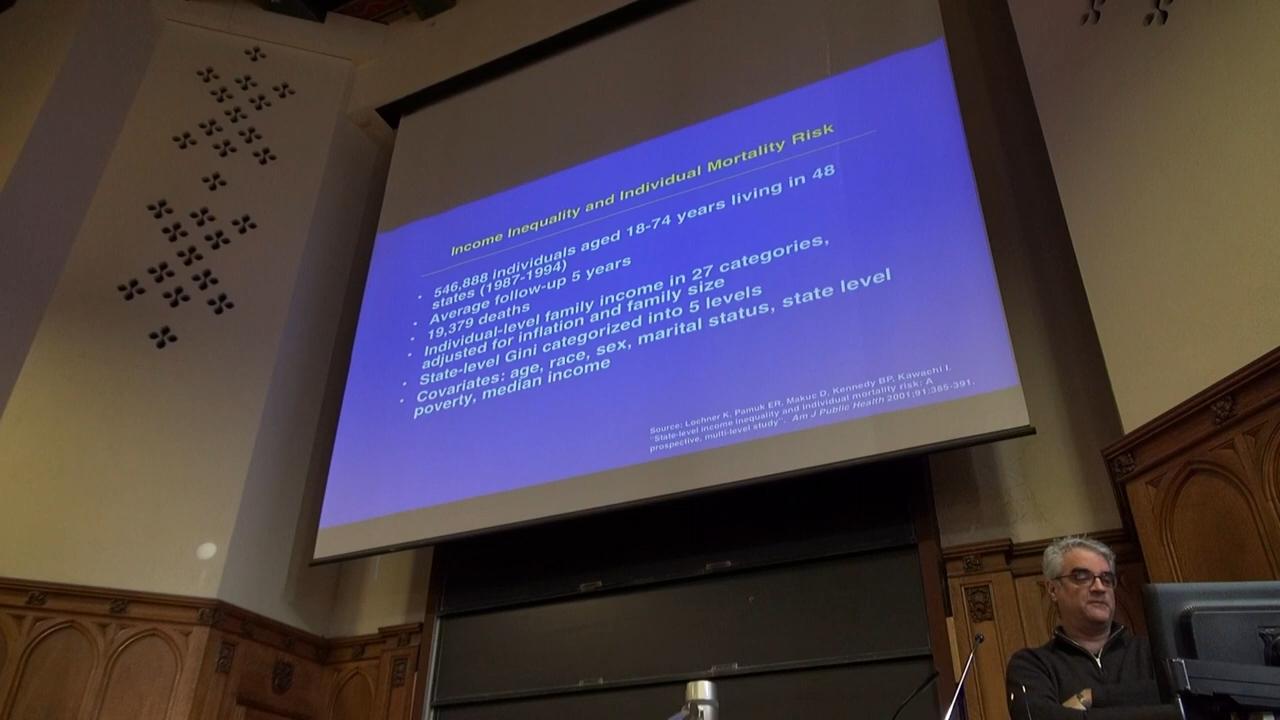 Income Inequality and Individual Mortality Risk
• 546,888 individuals aged 18-74 years living in 48
states (1987-1994)
• Average follow-up 5 years
• 19,379 deaths
• Individual-level family income in 27 categories,
adjusted for inflation and family size
• State-level Gini categorized into 5 levels
• Covariates: age, race, sex, marital status, state level
poverty, median income
Source: Lochner K, Pamuk ER, Makuc D, Kennedy BP, Kawachi I.
"State-level income inequality and individual mortality risk: A
prospective, multi-level study". Am J Public Health 2001;91:385-391.